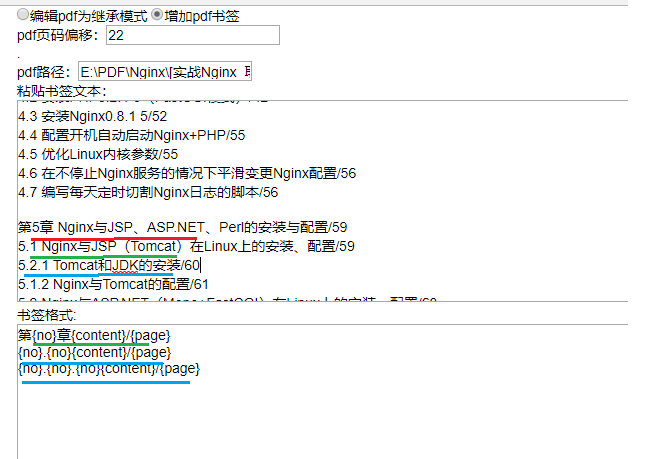 编辑pdf为继承模式 增加pdf书签
pdf页码偏移: 22
.
pdf路径: E:\PDF\Nginx\[实战Nginx_
粘贴书签文本:
4.3 安装Nginx0.8.1 5/52
4.4 配置开机自动启动Nginx+PHP/55
4.5 优化Linux内核参数/55
4.6 在不停止Nginx服务的情况下平滑变更Nginx配置/56
4.7 编写每天定时切割Nginx日志的脚本/56
第5章 Nginx与JSP、ASP.NET、Perl的安装与配置/59
5.1 Nginx与JSP（Tomcat）在Linux上的安装、配置/59
5.2.1 Tomcat和JDK的安装/60
5.1.2 Nginx与Tomcat的配置/61
书签格式:
第{no}章{content}/{page}
{no}.{no}{content}/{page}
{no}.{no}.{no}{content}/{page}